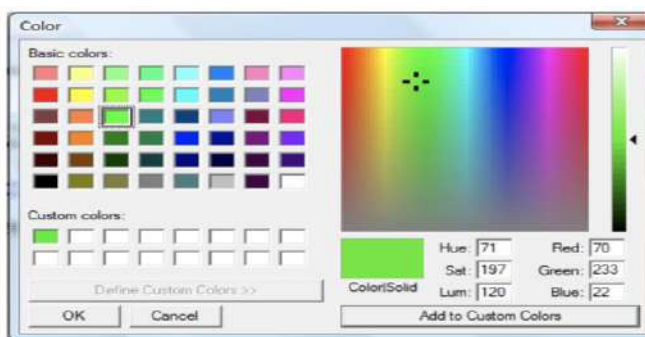 Color
Basic colors:
Custom colors:
Define Custom Colors >>
OK Cancel
Color|Solid
Hue: 71 Red: 70
Sat: 197 Green: 233
Lum: 120 Blue: 22
Add to Custom Colors